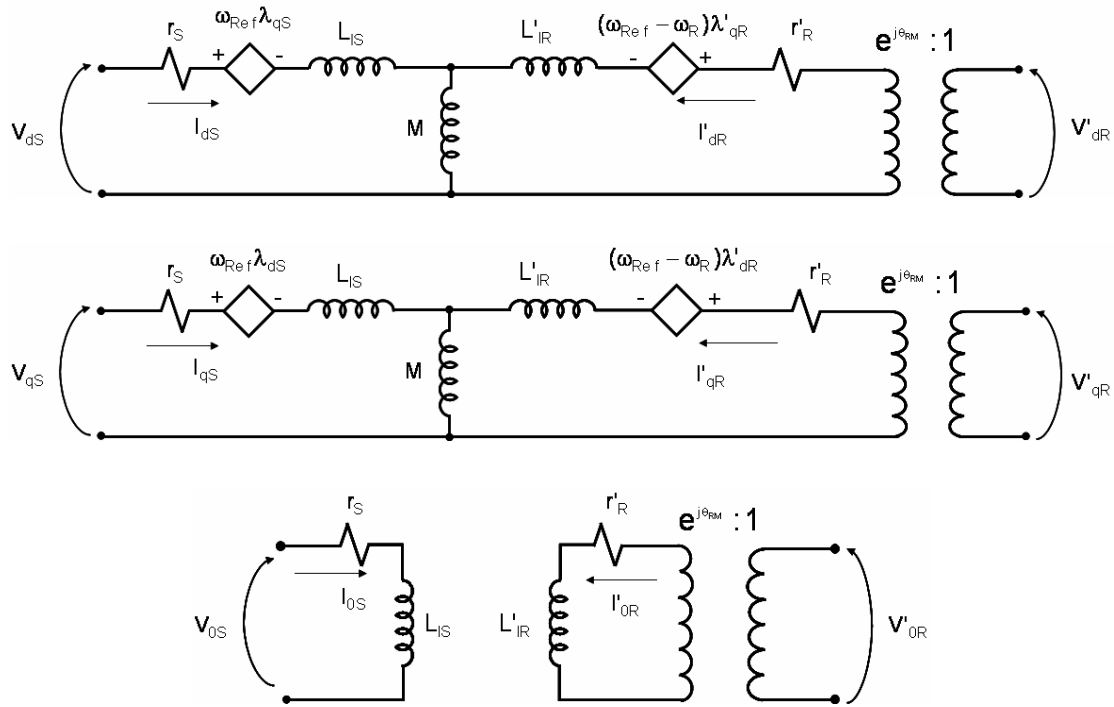 r_S ω_Ref λ_qS L_lS L'_lR (ω_Ref − ω_R)λ'_qR r'_R e^jθ_RM : 1
+ - - +
V_dS I_dS M I'_dR V'_dR
r_S ω_Ref λ_dS L_lS L'_lR (ω_Ref − ω_R)λ'_dR r'_R e^jθ_RM : 1
+ - - +
V_qS I_qS M I'_qR V'_qR
r_S r'_R e^jθ_RM : 1
V_0S I_0S L_lS L'_lR I'_0R V'_0R